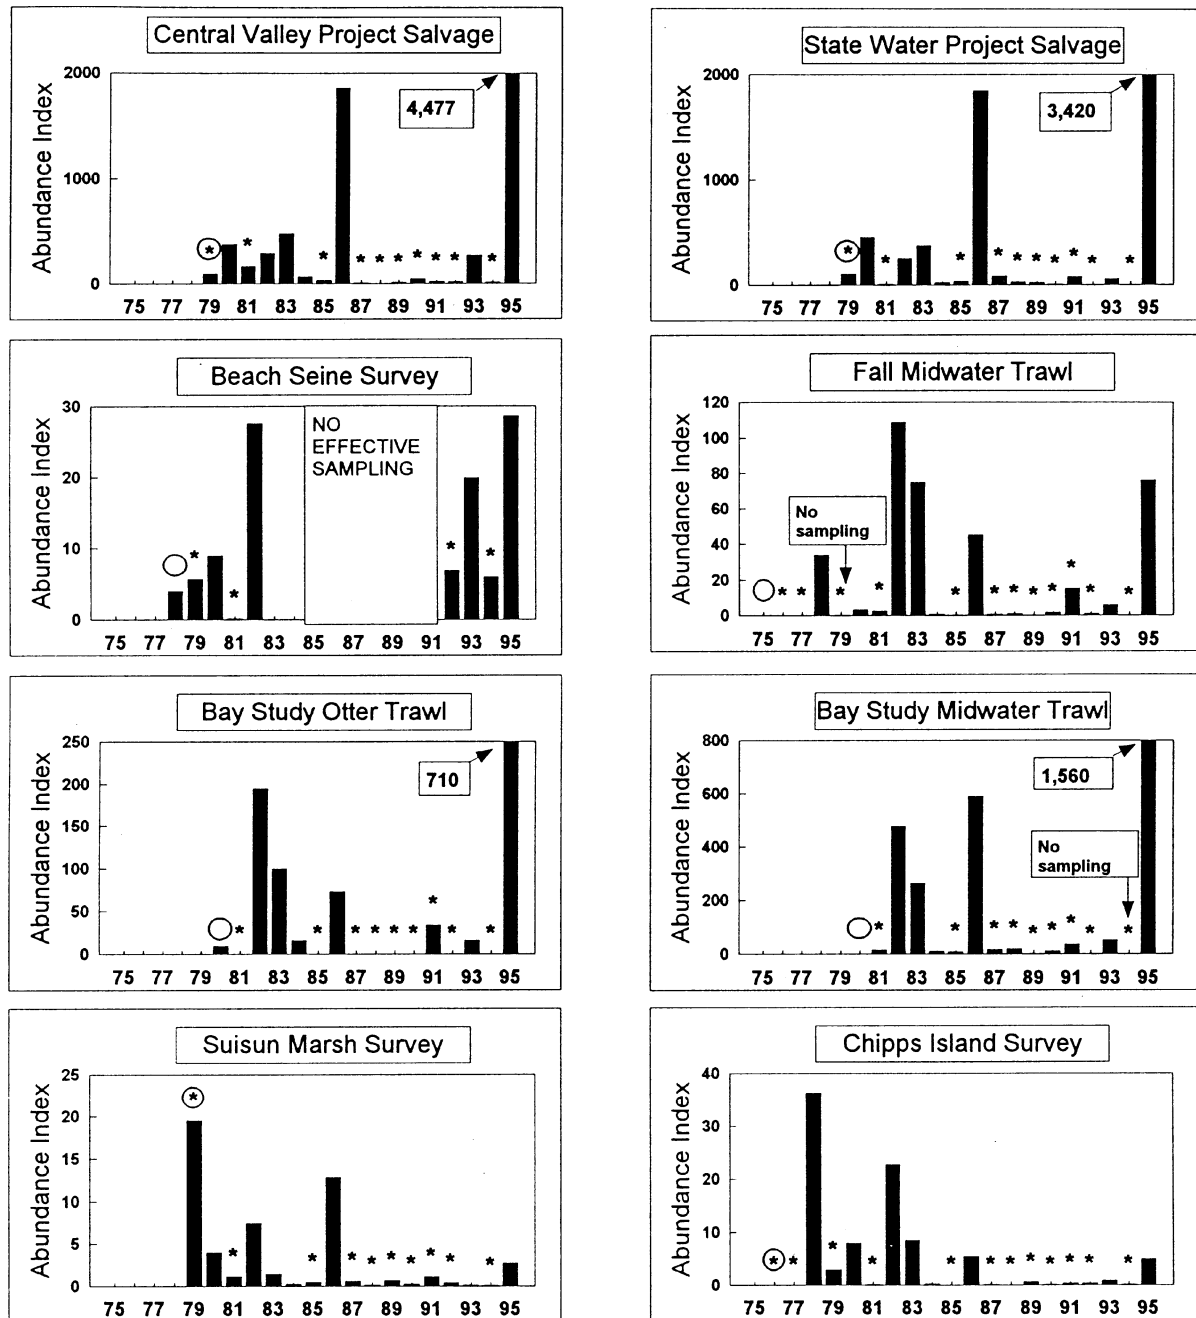 Central Valley Project Salvage
Abundance Index
2000
4,477
1000
* * * * * * * * * *
0
75 77 79 81 83 85 87 89 91 93 95
State Water Project Salvage
Abundance Index
2000
3,420
1000
* * * * * * * * * *
0
75 77 79 81 83 85 87 89 91 93 95
Beach Seine Survey
Abundance Index
30
NO
EFFECTIVE
SAMPLING
20
10
* * * *
0
75 77 79 81 83 85 87 89 91 93 95
Fall Midwater Trawl
Abundance Index
120
100
80
60
No
sampling
40
20
* * * * * * * * * * * *
0
75 77 79 81 83 85 87 89 91 93 95
Bay Study Otter Trawl
Abundance Index
250
710
200
150
100
50
* * * * * * * * *
0
75 77 79 81 83 85 87 89 91 93 95
Bay Study Midwater Trawl
Abundance Index
800
1,560
600
No
sampling
400
200
* * * * * * * * *
0
75 77 79 81 83 85 87 89 91 93 95
Suisun Marsh Survey
Abundance Index
25
20
15
10
5
* * * * * * * * * *
0
75 77 79 81 83 85 87 89 91 93 95
Chipps Island Survey
Abundance Index
40
30
20
10
* * * * * * * * * * * *
0
75 77 79 81 83 85 87 89 91 93 95